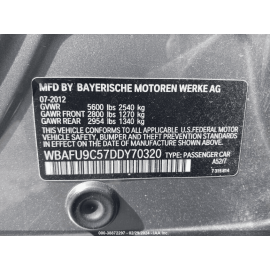 MFD. BY BAYERISCHE MOTOREN WERKE AG
07-2012
GVWR 5600 lbs 2540 kg
GAWR FRONT 2800 lbs 1270 kg
GAWR REAR 2954 lbs 1340 kg
THIS VEHICLE CONFORMS TO ALL APPLICABLE
U.S. FEDERAL SAFETY, BUMPER AND THEFT
PREVENTION STANDARDS IN EFFECT ON THE
DATE OF MANUFACTURE SHOWN ABOVE.
WBAFU9C57DDY70320 TYPE: PASSENGER CAR